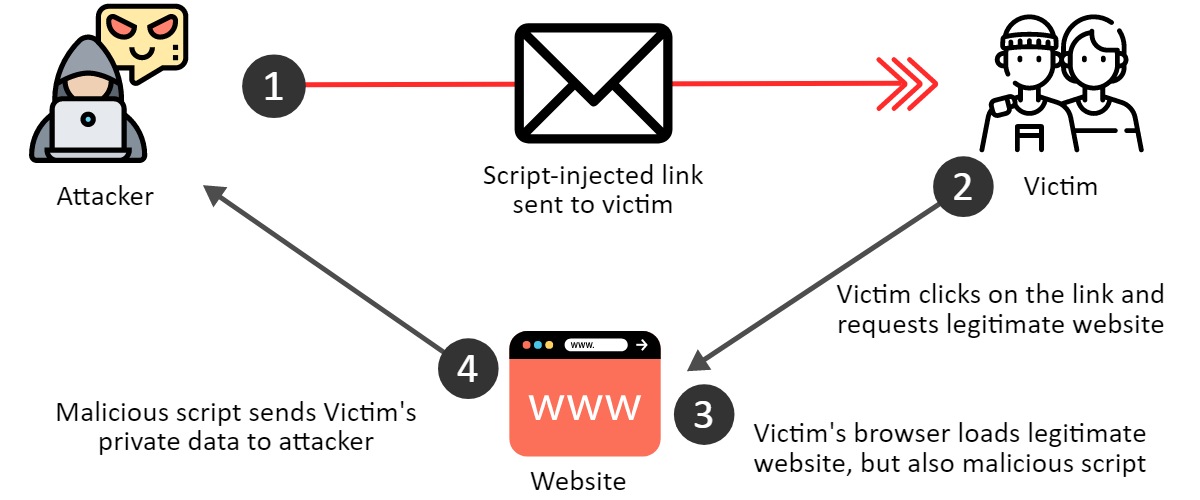 1
Attacker
Script-injected link
sent to victim
2
Victim
Victim clicks on the link and
requests legitimate website
www.
WWW
Website
3
Victim's browser loads legitimate
website, but also malicious script
4
Malicious script sends Victim's
private data to attacker